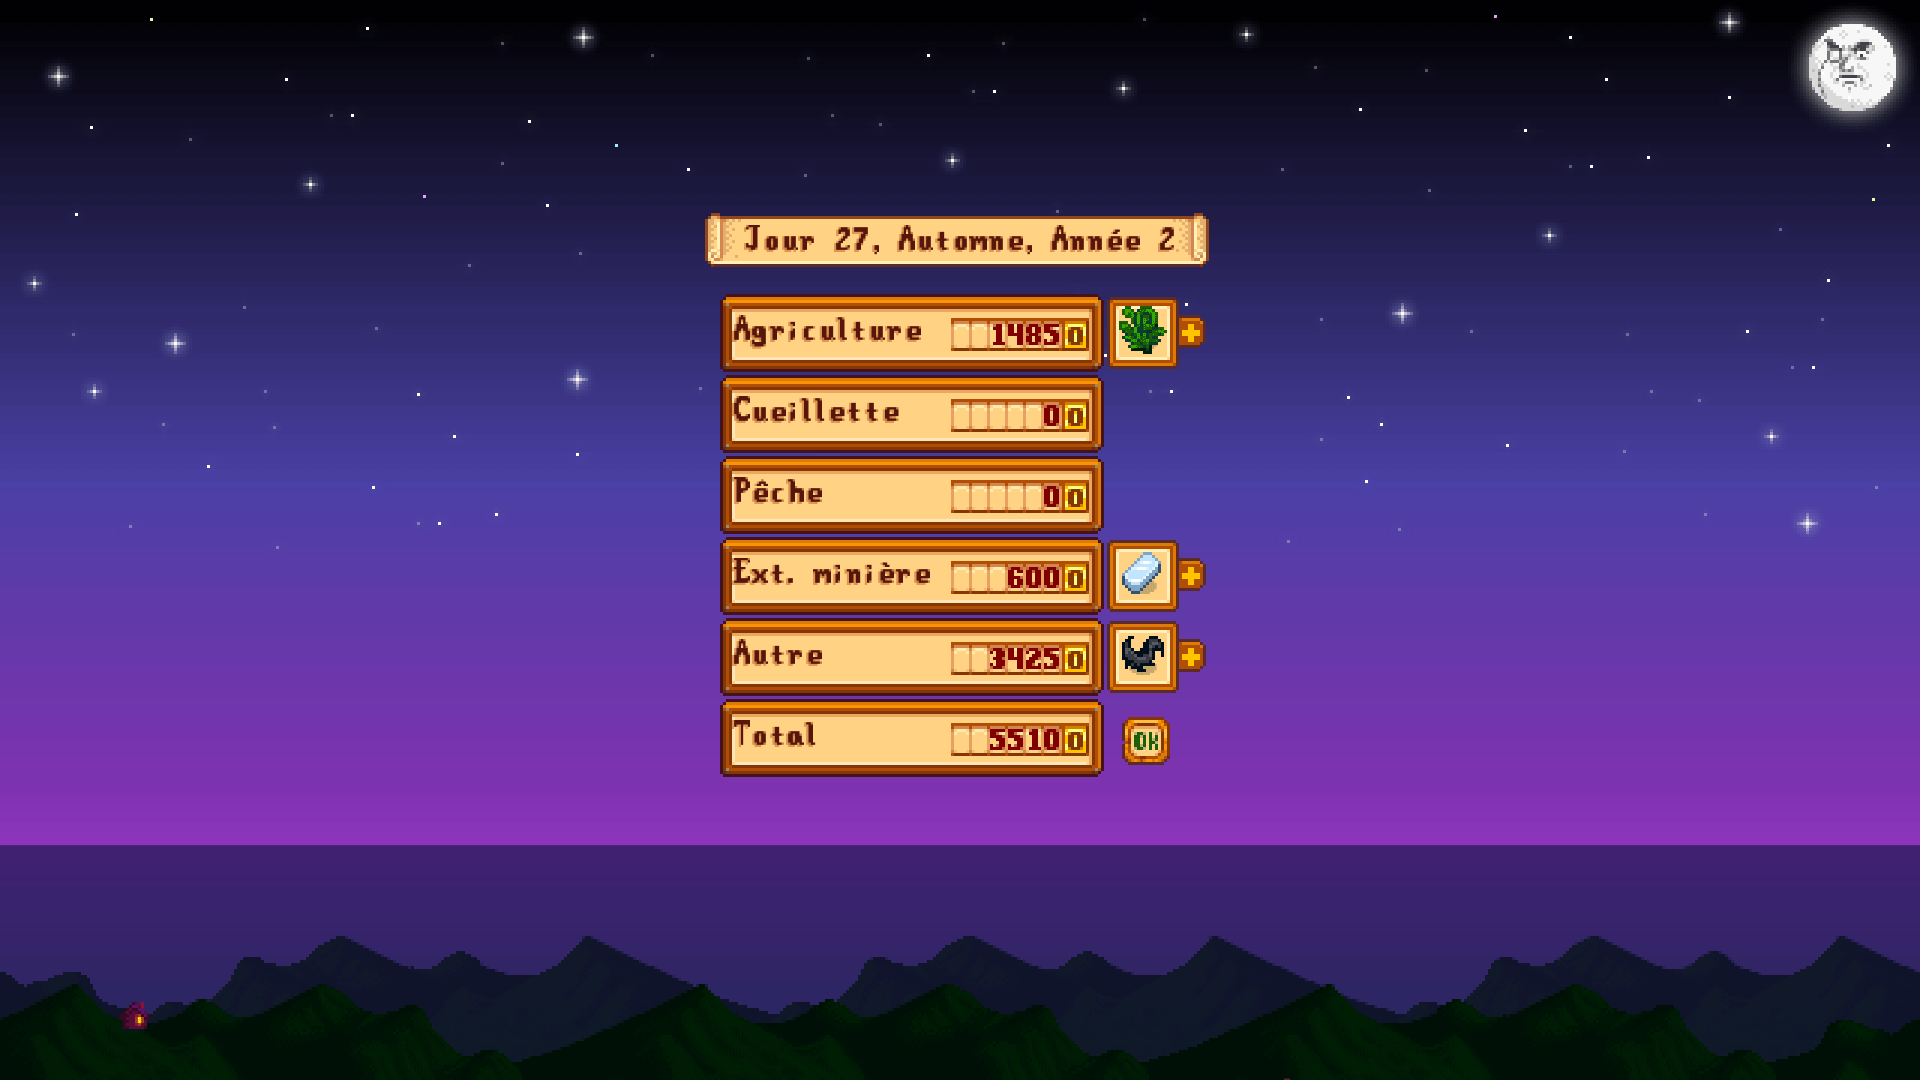 Jour 27, Automne, Année 2
Agriculture 1485
Cueillette 0
Pêche 0
Ext. minière 600
Autre 3425
Total 5510
OK